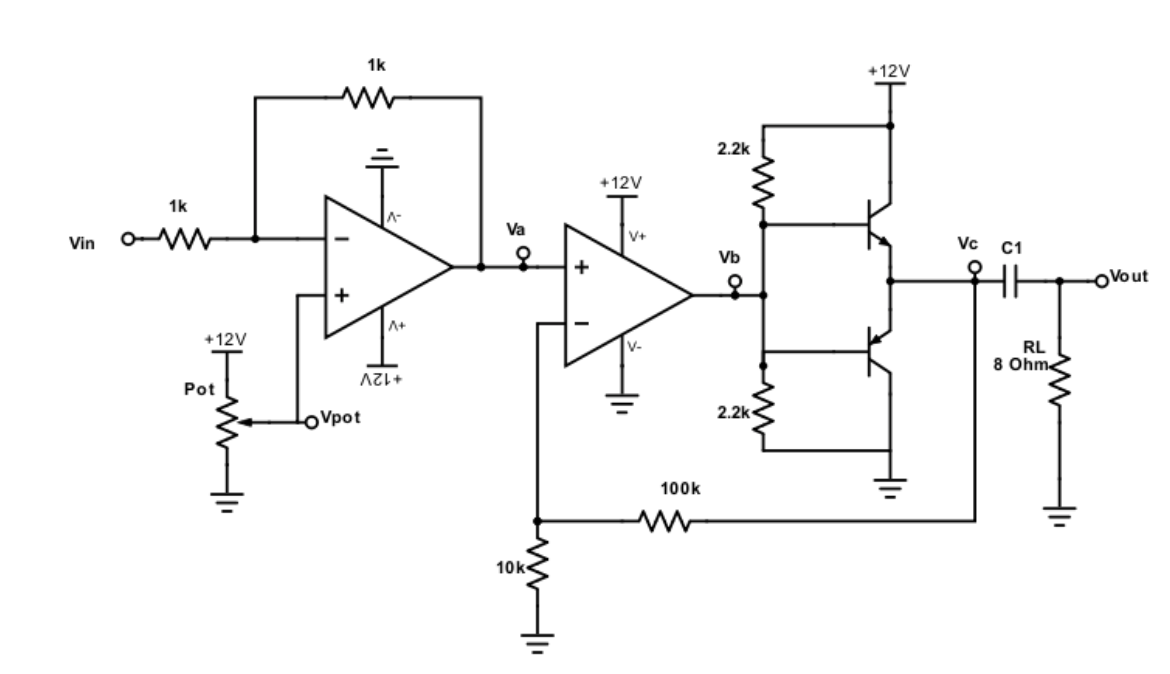 1k
+12V
2.2k
1k
+12V
V-
V+
Vin
Va
Vb
Vc
C1
Vout
V+
+12V
+12V
V-
RL
8 Ohm
Pot
Vpot
2.2k
100k
10k